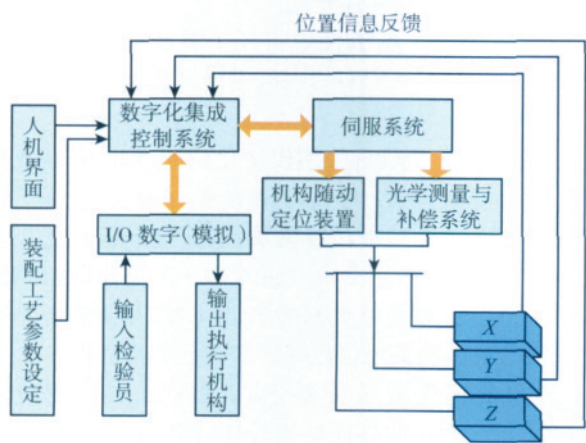 位置信息反馈
数字化集成
控制系统
伺服系统
人机界面
机构随动
定位装置
光学测量与
补偿系统
I/O 数字(模拟)
装配工艺参数设定
输入检验员
输出执行机构
X
Y
Z